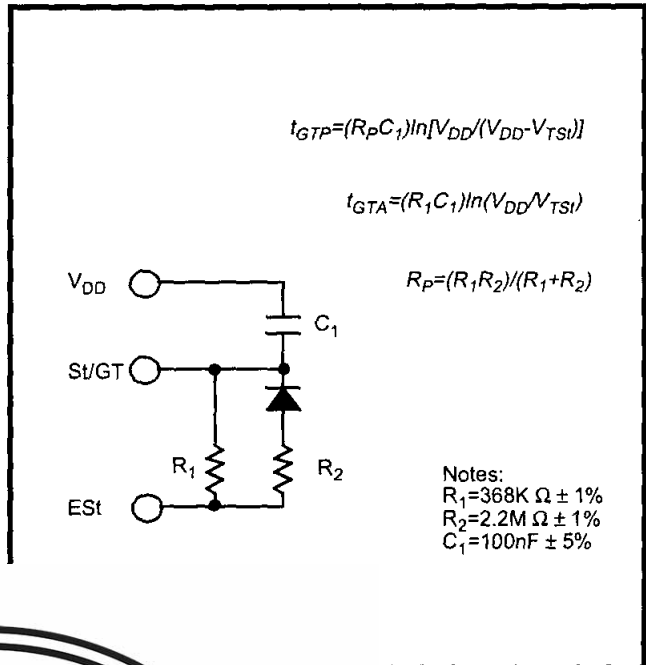 t_GTP=(R_PC_1)ln[V_DD/(V_DD-V_TSt)]
t_GTA=(R_1C_1)ln(V_DD/V_TSt)
R_P=(R_1R_2)/(R_1+R_2)
V_DD
C_1
St/GT
R_1
R_2
ESt
Notes:
R_1=368K Ω ± 1%
R_2=2.2M Ω ± 1%
C_1=100nF ± 5%